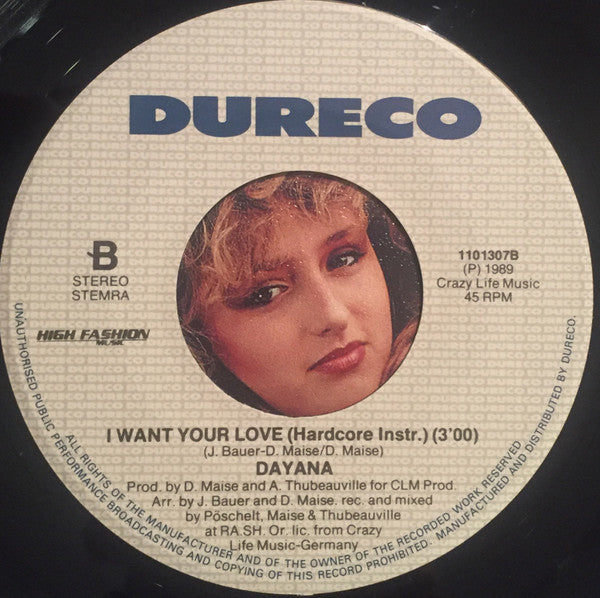 DURECO
B
STEREO
STEMRA
HIGH FASHION
MUSIC
1101307B
(P) 1989
Crazy Life Music
45 RPM
I WANT YOUR LOVE (Hardcore Instr.) (3'00)
(J. Bauer-D. Maise/D. Maise)
DAYANA
Prod. by D. Maise and A. Thubeauville for CLM Prod.
Arr. by J. Bauer and D. Maise. rec. and mixed
by Pöschelt, Maise & Thubeauville
at RA.SH. Or. lic. from Crazy
Life Music-Germany
ALL RIGHTS OF THE MANUFACTURER AND OF THE OWNER OF THE RECORDED WORK RESERVED
UNAUTHORISED PUBLIC PERFORMANCE BROADCASTING AND COPYING OF THIS RECORD PROHIBITED. MANUFACTURED AND DISTRIBUTED BY DURECO.